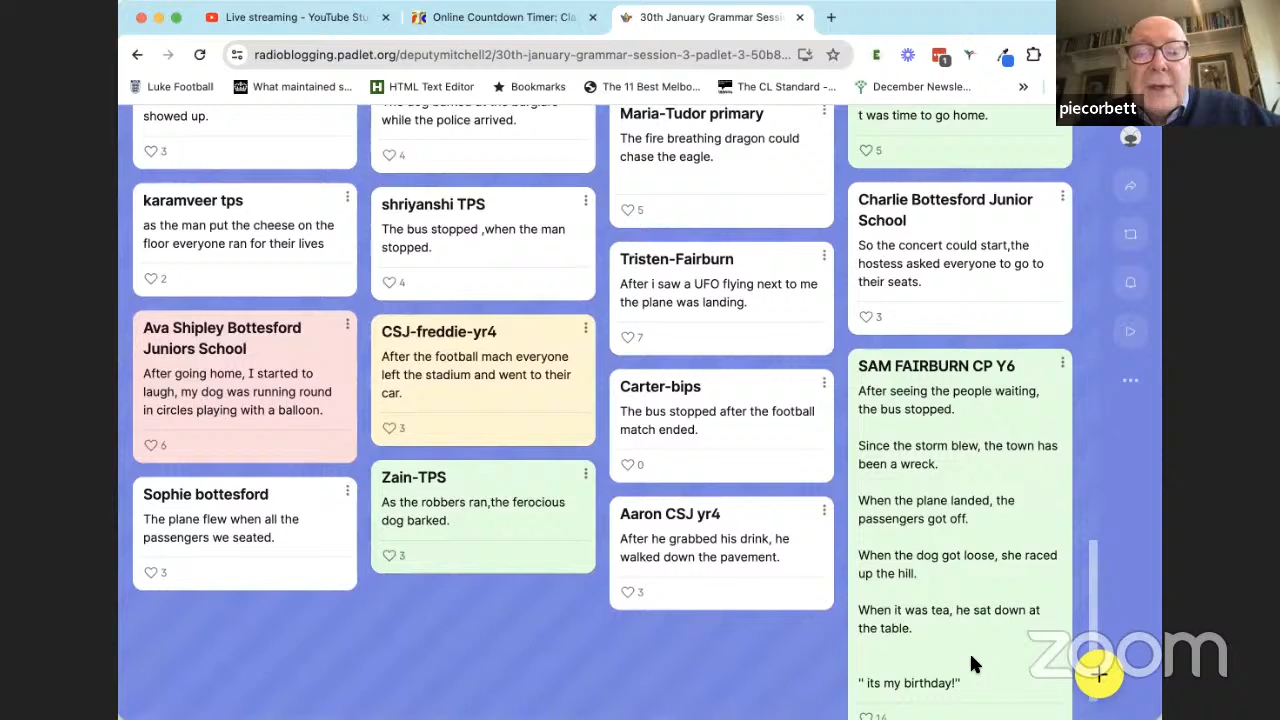 Live streaming - YouTube Stu
Online Countdown Timer: Cla
30th January Grammar Sessi
radioblogging.padlet.org/deputymitchell2/30th-january-grammar-session-3-padlet-3-50b8...
Luke Football
What maintained s...
HTML Text Editor
Bookmarks
The 11 Best Melbo...
The CL Standard -...
December Newsle...
piecorbett
showed up.
3
karamveer tps
as the man put the cheese on the
floor everyone ran for their lives
2
Ava Shipley Bottesford
Juniors School
After going home, I started to
laugh, my dog was running round
in circles playing with a balloon.
6
Sophie bottesford
The plane flew when all the
passengers we seated.
3
while the police arrived.
4
shriyanshi TPS
The bus stopped ,when the man
stopped.
4
CSJ-freddie-yr4
After the football mach everyone
left the stadium and went to their
car.
3
Zain-TPS
As the robbers ran,the ferocious
dog barked.
3
Maria-Tudor primary
The fire breathing dragon could
chase the eagle.
5
Tristen-Fairburn
After i saw a UFO flying next to me
the plane was landing.
7
Carter-bips
The bus stopped after the football
match ended.
0
Aaron CSJ yr4
After he grabbed his drink, he
walked down the pavement.
3
t was time to go home.
5
Charlie Bottesford Junior
School
So the concert could start,the
hostess asked everyone to go to
their seats.
3
SAM FAIRBURN CP Y6
After seeing the people waiting,
the bus stopped.
Since the storm blew, the town has
been a wreck.
When the plane landed, the
passengers got off.
When the dog got loose, she raced
up the hill.
When it was tea, he sat down at
the table.
" its my birthday!"
14
zoom